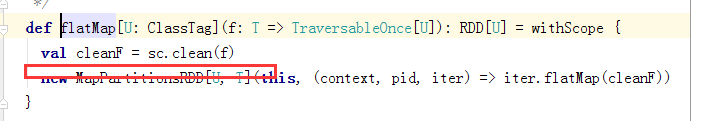 */
def flatMap[U: ClassTag](f: T => TraversableOnce[U]): RDD[U] = withScope {
val cleanF = sc.clean(f)
new MapPartitionsRDD[U, T](this, (context, pid, iter) => iter.flatMap(cleanF))
}